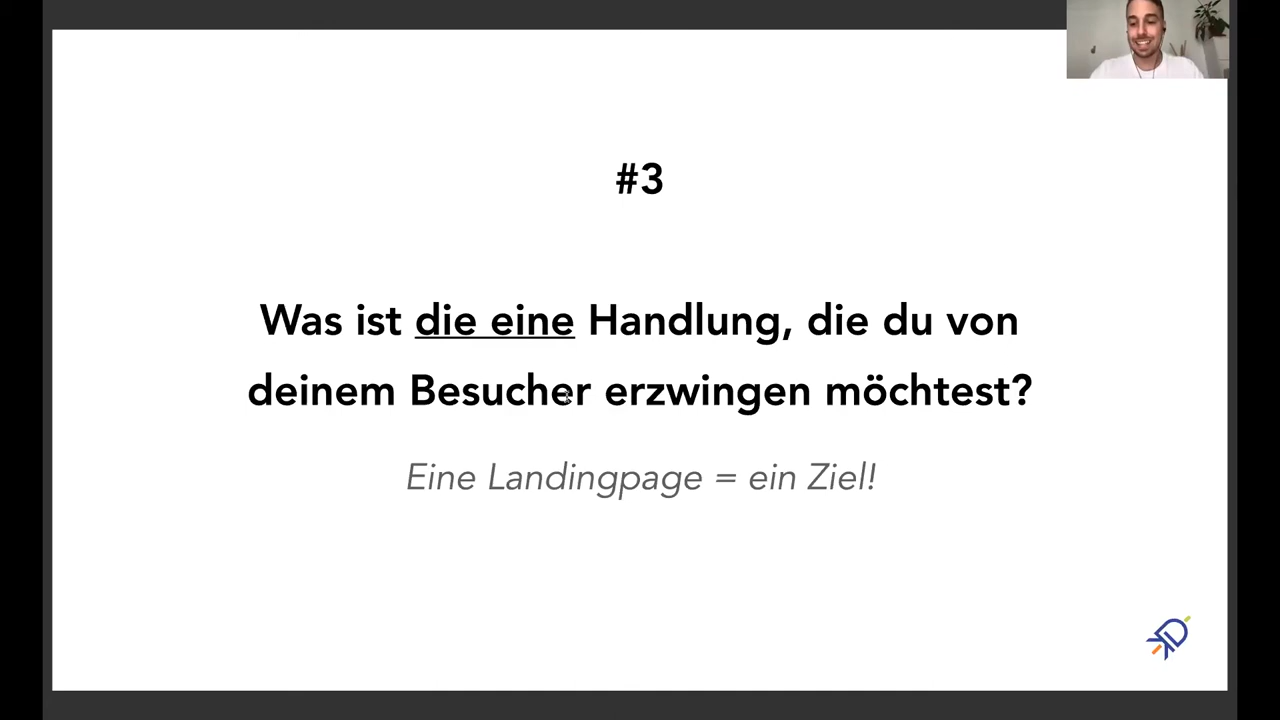 #3
Was ist die eine Handlung, die du von
deinem Besucher erzwingen möchtest?
Eine Landingpage = ein Ziel!